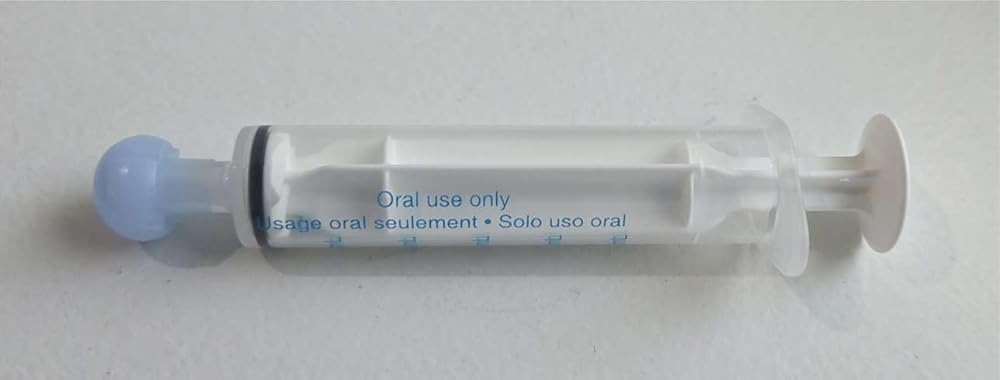 Oral use only
Usage oral seulement • Solo uso oral